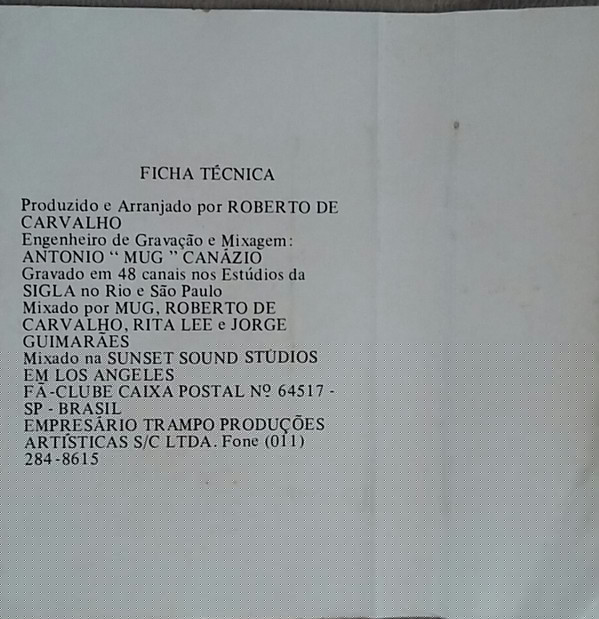 FICHA TÉCNICA
Produzido e Arranjado por ROBERTO DE
CARVALHO
Engenheiro de Gravação e Mixagem:
ANTONIO “ MUG ” CANÁZIO
Gravado em 48 canais nos Estúdios da
SIGLA no Rio e São Paulo
Mixado por MUG, ROBERTO DE
CARVALHO, RITA LEE e JORGE
GUIMARÃES
Mixado na SUNSET SOUND STÚDIOS
EM LOS ANGELES
FÃ-CLUBE CAIXA POSTAL Nº 64517 -
SP - BRASIL
EMPRESÁRIO TRAMPO PRODUÇÕES
ARTÍSTICAS S/C LTDA. Fone (011)
284-8615